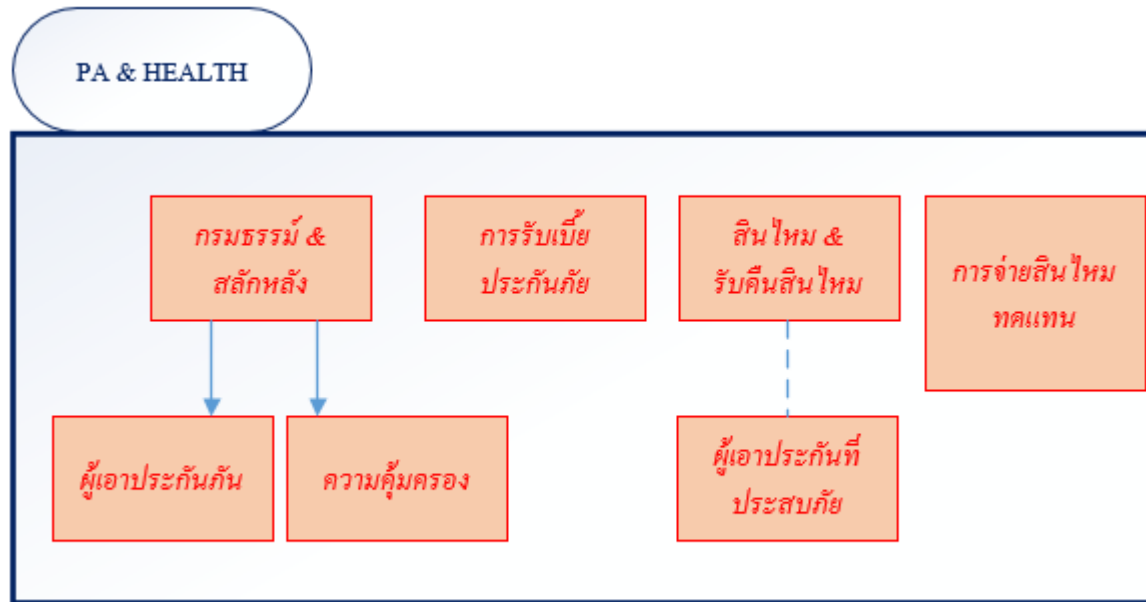 PA & HEALTH
กรมธรรม์ &
สลักหลัง
การรับเบี้ย
ประกันภัย
สินไหม &
รับคืนสินไหม
การจ่ายสินไหม
ทดแทน
ผู้เอาประกันกัน
ความคุ้มครอง
ผู้เอาประกันที่
ประสบภัย